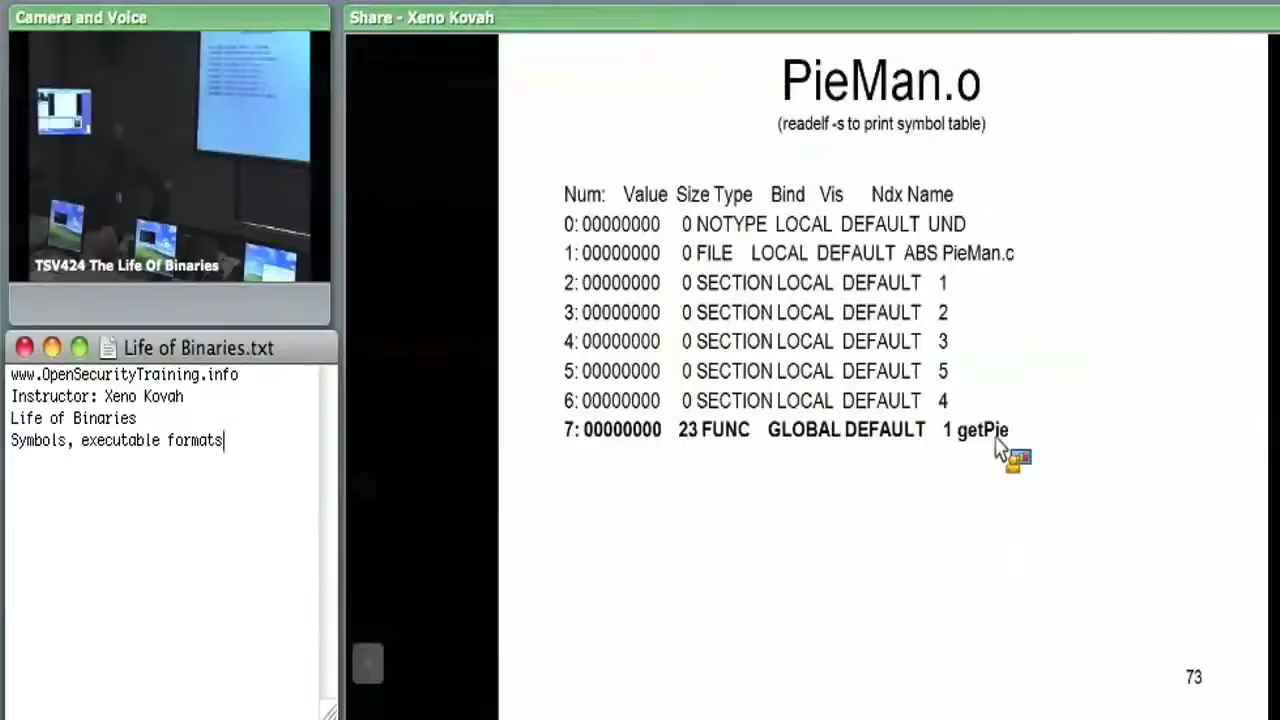 Camera and Voice
TSV424 The Life Of Binaries
Life of Binaries.txt
www.OpenSecurityTraining.info
Instructor: Xeno Kovah
Life of Binaries
Symbols, executable formats
Share - Xeno Kovah
PieMan.o
(readelf -s to print symbol table)
Num: Value Size Type Bind Vis Ndx Name
0: 00000000 0 NOTYPE LOCAL DEFAULT UND
1: 00000000 0 FILE LOCAL DEFAULT ABS PieMan.c
2: 00000000 0 SECTION LOCAL DEFAULT 1
3: 00000000 0 SECTION LOCAL DEFAULT 2
4: 00000000 0 SECTION LOCAL DEFAULT 3
5: 00000000 0 SECTION LOCAL DEFAULT 5
6: 00000000 0 SECTION LOCAL DEFAULT 4
7: 00000000 23 FUNC GLOBAL DEFAULT 1 getPie
73